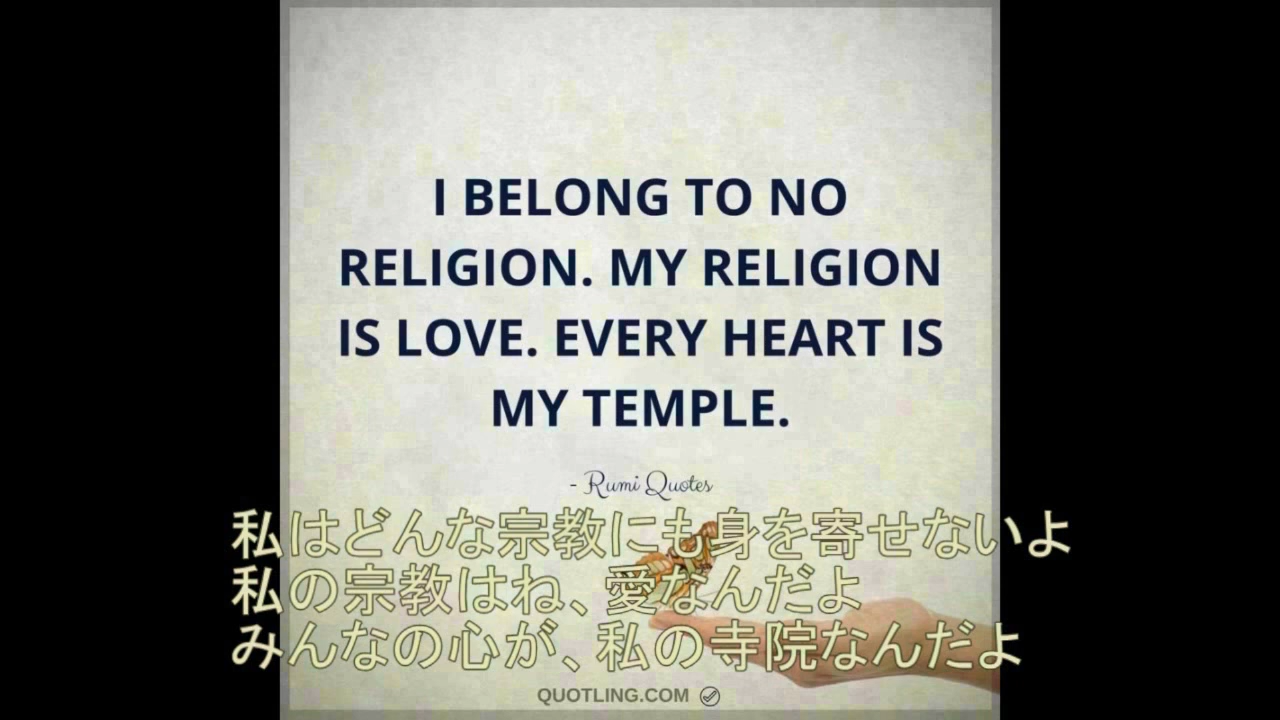 I BELONG TO NO
RELIGION. MY RELIGION
IS LOVE. EVERY HEART IS
MY TEMPLE.
- Rumi Quotes
私はどんな宗教にも身を寄せないよ
私の宗教はね、愛なんだよ
みんなの心が、私の寺院なんだよ
QUOTLING.COM